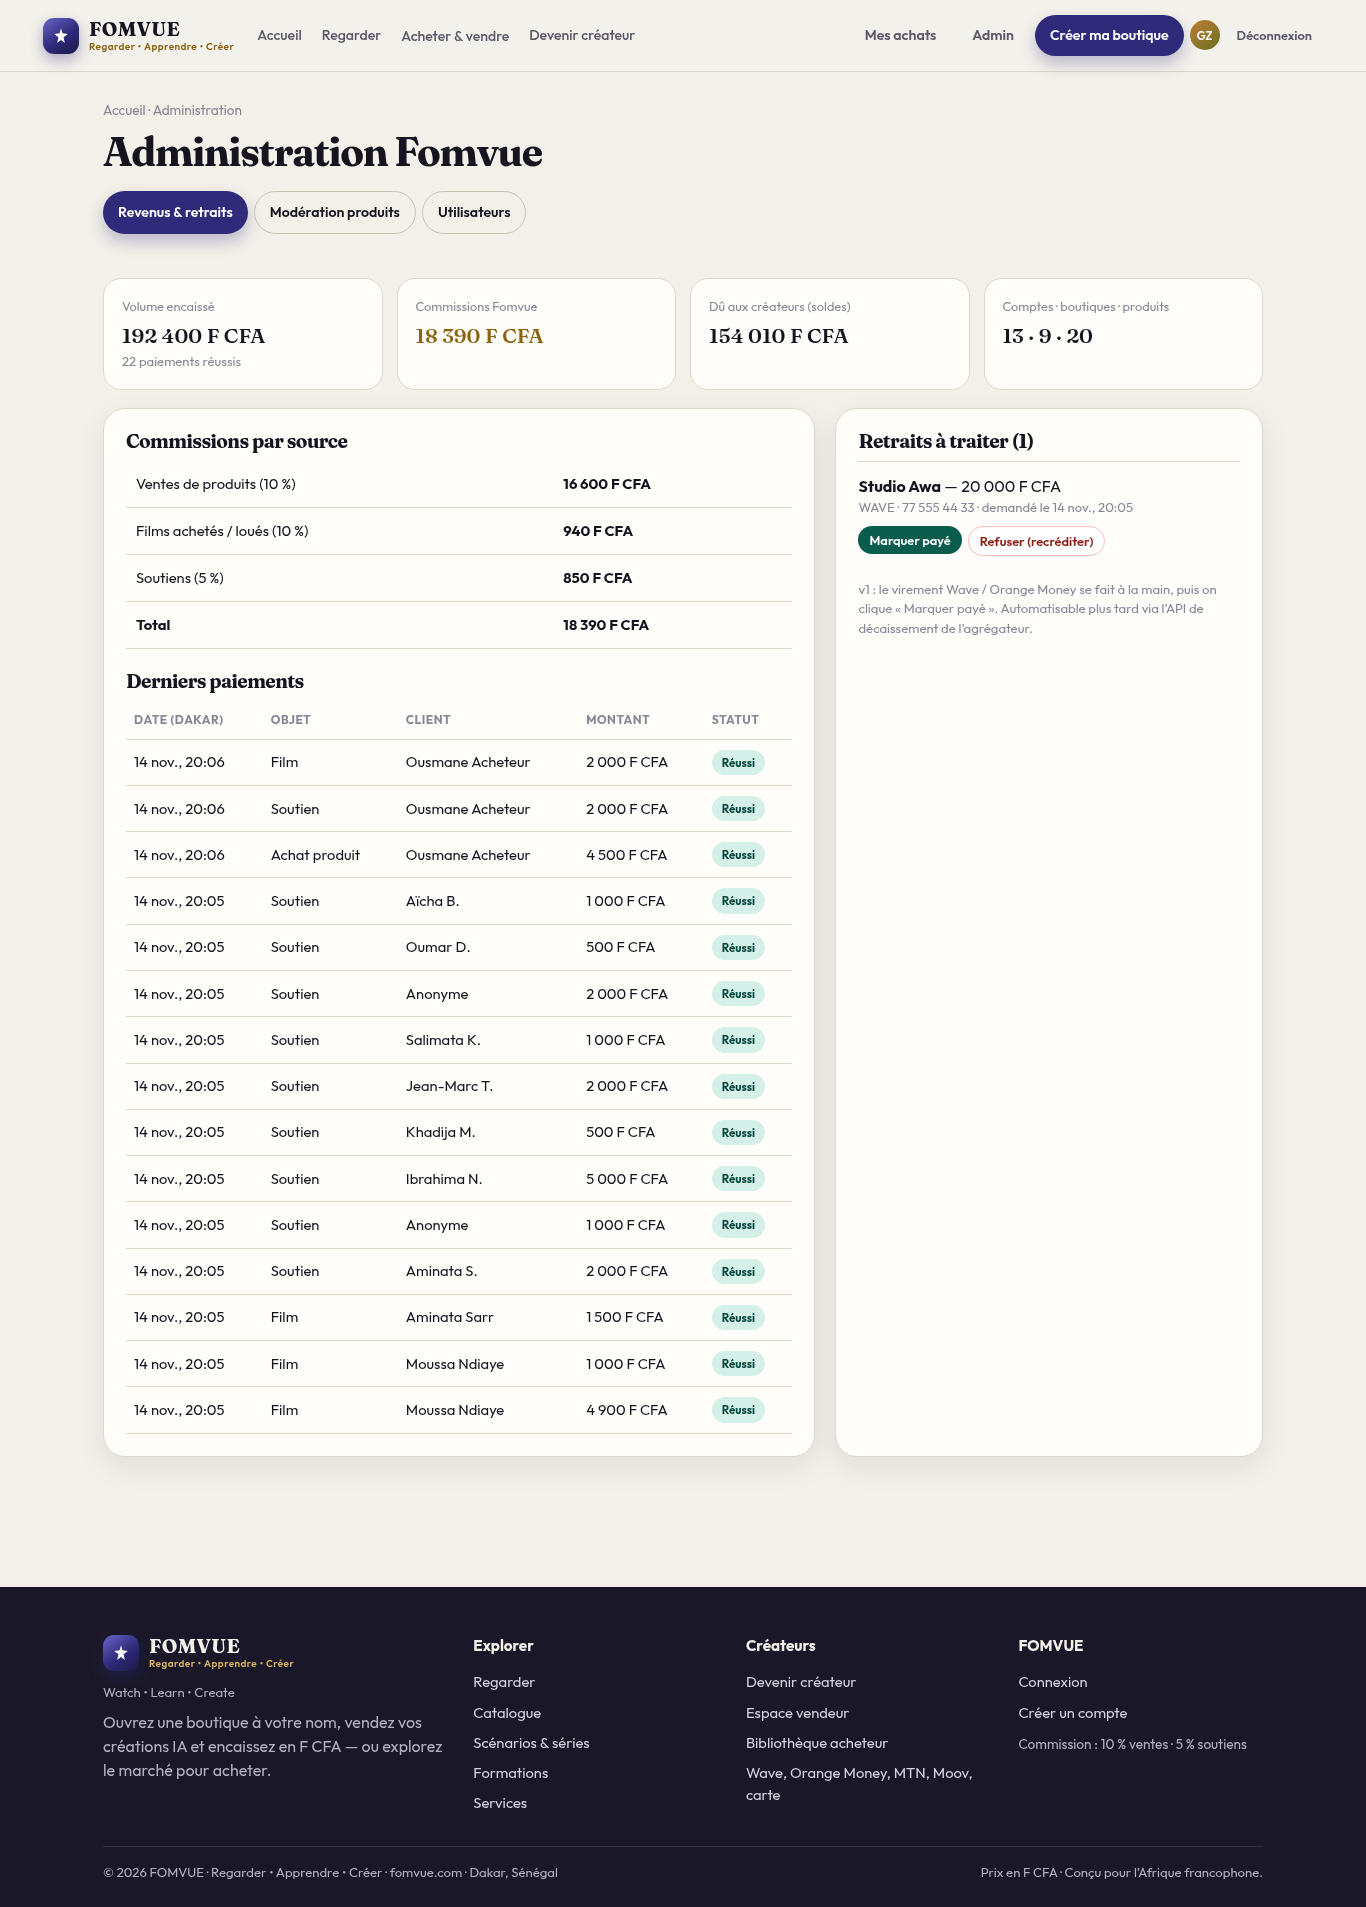 FOMVUE
Regarder • Apprendre • Créer
Accueil
Regarder
Acheter & vendre
Devenir créateur
Mes achats
Admin
Créer ma boutique
GZ
Déconnexion
Accueil · Administration
Administration Fomvue
Revenus & retraits
Modération produits
Utilisateurs
Volume encaissé
192 400 F CFA
22 paiements réussis
Commissions Fomvue
18 390 F CFA
Dû aux créateurs (soldes)
154 010 F CFA
Comptes · boutiques · produits
13 · 9 · 20
Commissions par source
Ventes de produits (10 %) 16 600 F CFA
Films achetés / loués (10 %) 940 F CFA
Soutiens (5 %) 850 F CFA
Total 18 390 F CFA
Derniers paiements
DATE (DAKAR) OBJET CLIENT MONTANT STATUT
14 nov., 20:06 Film Ousmane Acheteur 2 000 F CFA Réussi
14 nov., 20:06 Soutien Ousmane Acheteur 2 000 F CFA Réussi
14 nov., 20:06 Achat produit Ousmane Acheteur 4 500 F CFA Réussi
14 nov., 20:05 Soutien Aïcha B. 1 000 F CFA Réussi
14 nov., 20:05 Soutien Oumar D. 500 F CFA Réussi
14 nov., 20:05 Soutien Anonyme 2 000 F CFA Réussi
14 nov., 20:05 Soutien Salimata K. 1 000 F CFA Réussi
14 nov., 20:05 Soutien Jean-Marc T. 2 000 F CFA Réussi
14 nov., 20:05 Soutien Khadija M. 500 F CFA Réussi
14 nov., 20:05 Soutien Ibrahima N. 5 000 F CFA Réussi
14 nov., 20:05 Soutien Anonyme 1 000 F CFA Réussi
14 nov., 20:05 Soutien Aminata S. 2 000 F CFA Réussi
14 nov., 20:05 Film Aminata Sarr 1 500 F CFA Réussi
14 nov., 20:05 Film Moussa Ndiaye 1 000 F CFA Réussi
14 nov., 20:05 Film Moussa Ndiaye 4 900 F CFA Réussi
Retraits à traiter (1)
Studio Awa — 20 000 F CFA
WAVE · 77 555 44 33 · demandé le 14 nov., 20:05
Marquer payé
Refuser (recréditer)
v1 : le virement Wave / Orange Money se fait à la main, puis on
clique « Marquer payé ». Automatisable plus tard via l'API de
décaissement de l'agrégateur.
FOMVUE
Regarder • Apprendre • Créer
Watch • Learn • Create
Ouvrez une boutique à votre nom, vendez vos
créations IA et encaissez en F CFA — ou explorez
le marché pour acheter.
Explorer
Regarder
Catalogue
Scénarios & séries
Formations
Services
Créateurs
Devenir créateur
Espace vendeur
Bibliothèque acheteur
Wave, Orange Money, MTN, Moov,
carte
FOMVUE
Connexion
Créer un compte
Commission : 10 % ventes · 5 % soutiens
© 2026 FOMVUE · Regarder • Apprendre • Créer · fomvue.com · Dakar, Sénégal
Prix en F CFA · Conçu pour l'Afrique francophone.